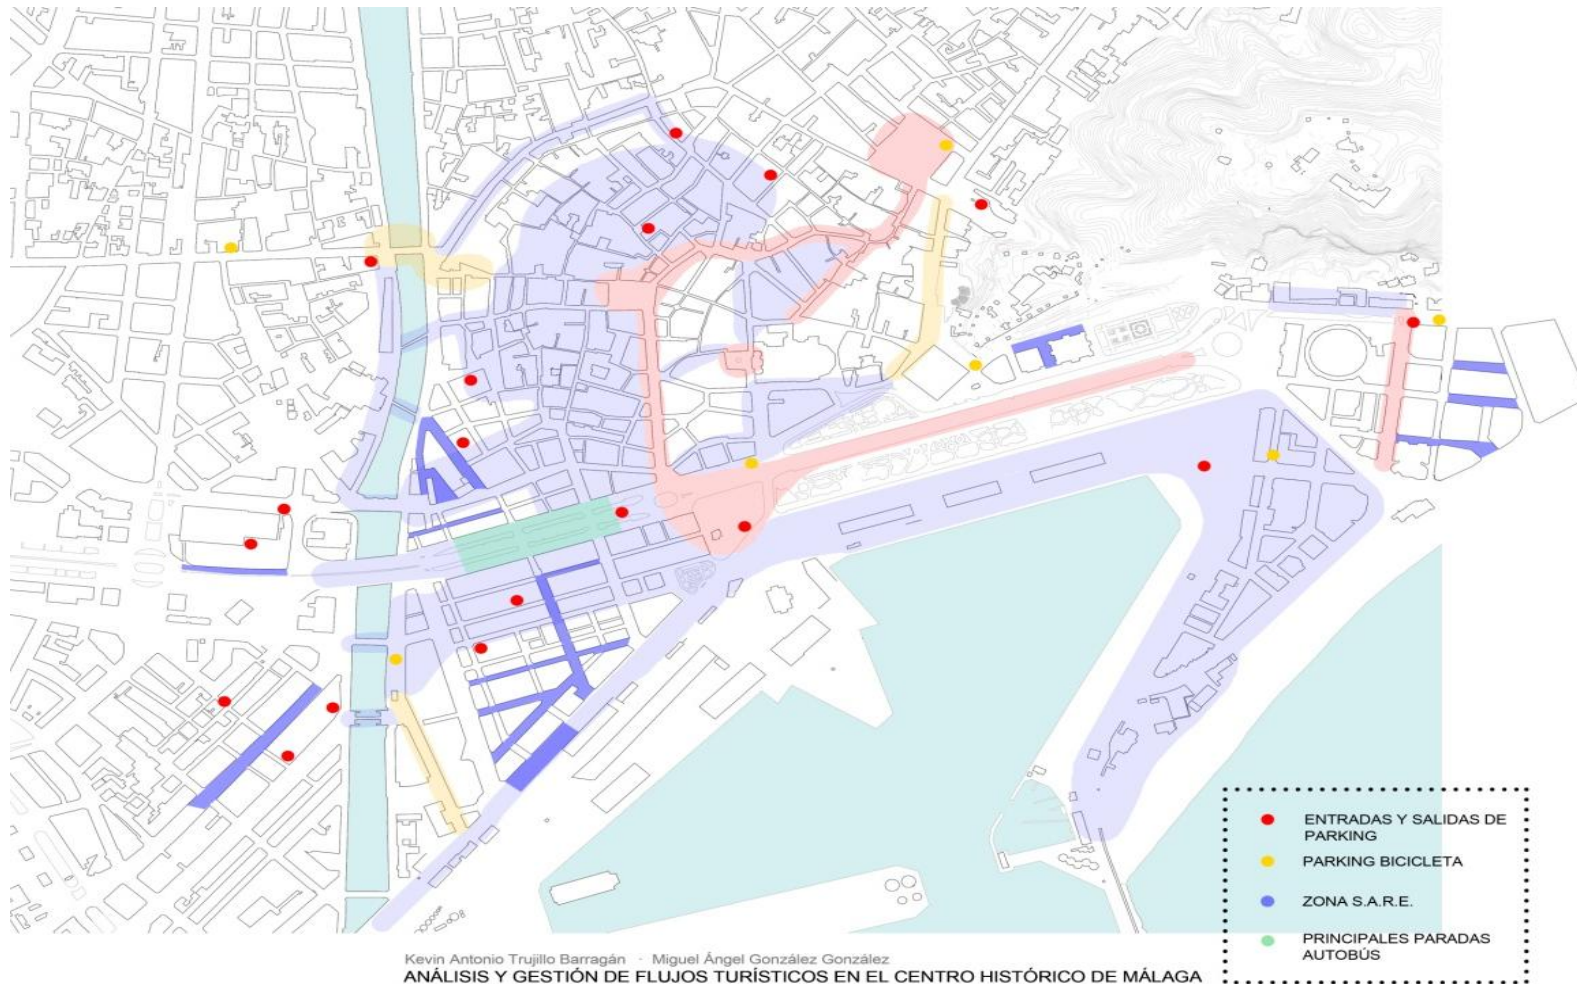 ENTRADAS Y SALIDAS DE
PARKING
PARKING BICICLETA
ZONA S.A.R.E.
PRINCIPALES PARADAS
AUTOBÚS
Kevin Antonio Trujillo Barragán · Miguel Ángel González González
ANÁLISIS Y GESTIÓN DE FLUJOS TURÍSTICOS EN EL CENTRO HISTÓRICO DE MÁLAGA